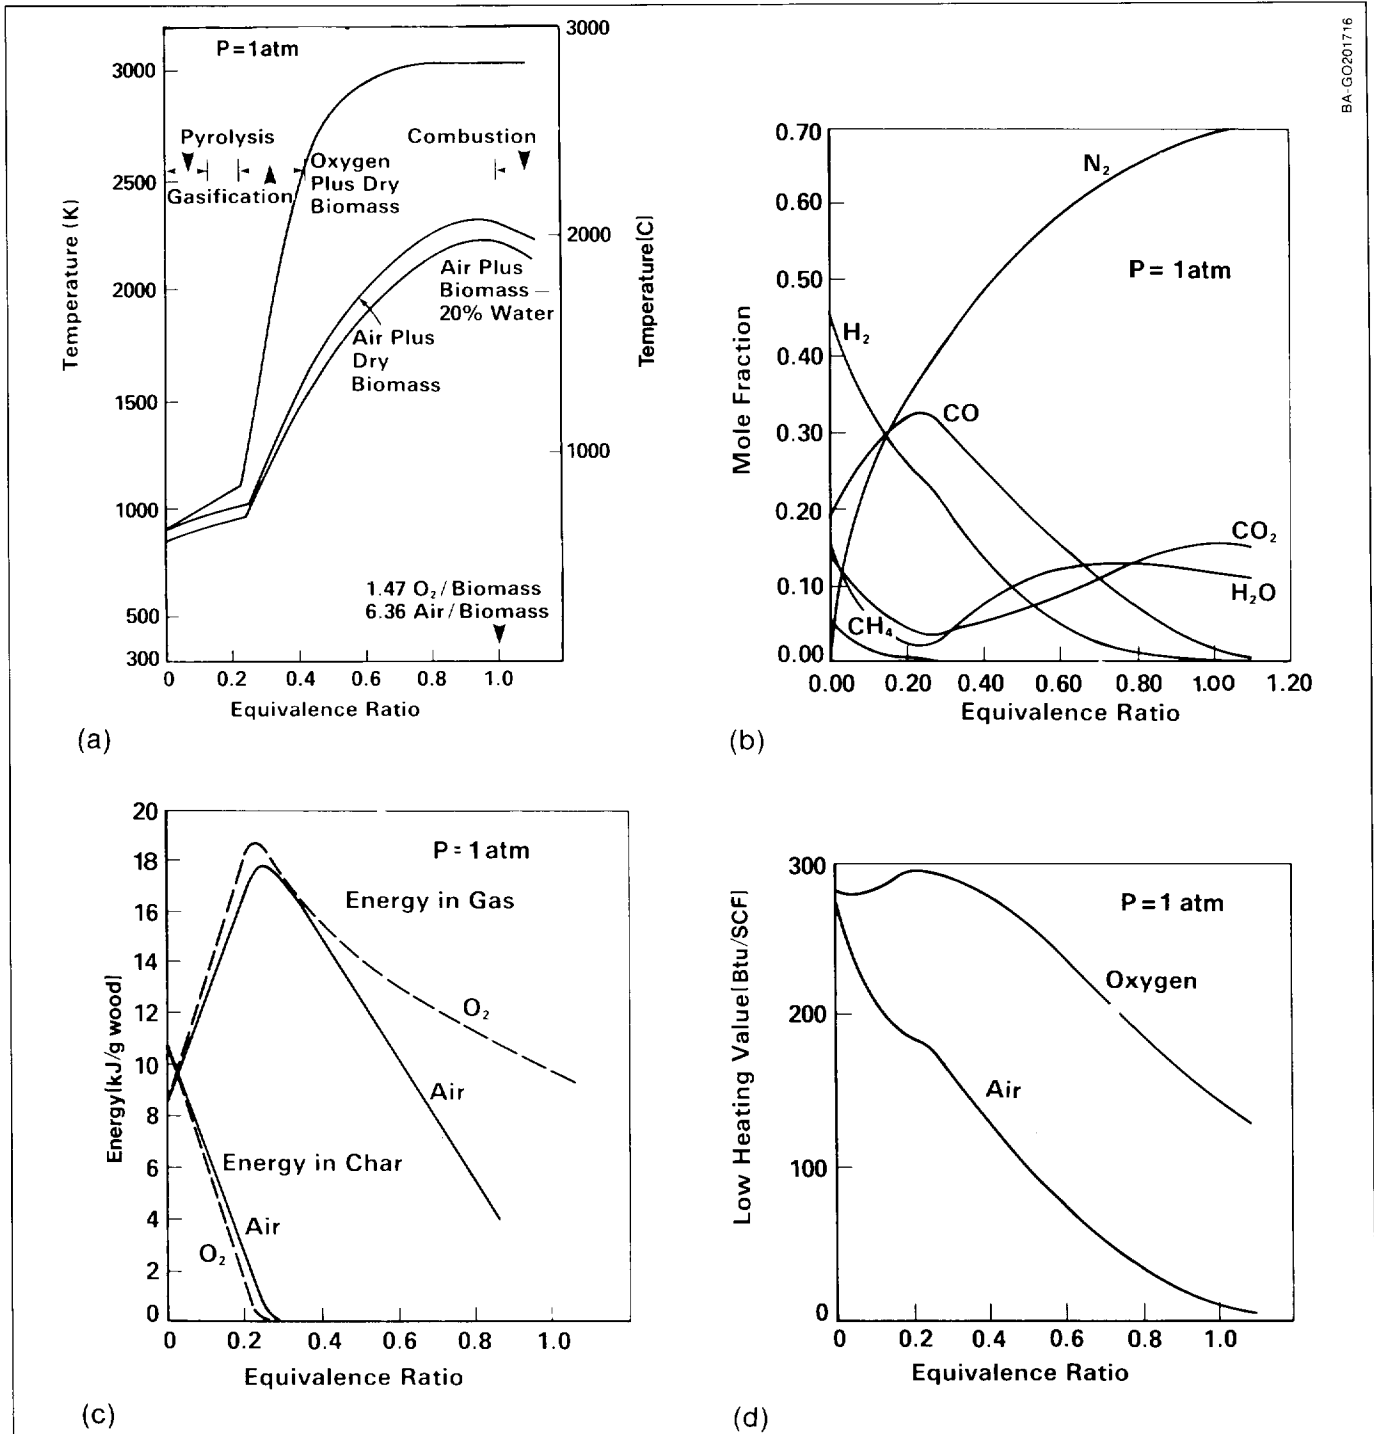 BA-GO201716
P=1atm
3000
2500
2000
1500
1000
500
300
Temperature (K)
3000
2000
1000
Temperature(C)
Pyrolysis
Gasification
Combustion
Oxygen
Plus Dry
Biomass
Air Plus
Biomass –
20% Water
Air Plus
Dry
Biomass
1.47 O₂/Biomass
6.36 Air/Biomass
0 0.2 0.4 0.6 0.8 1.0
Equivalence Ratio
(a)
0.70
0.60
0.50
0.40
0.30
0.20
0.10
0.00
Mole Fraction
N₂
P= 1atm
H₂
CO
CO₂
H₂O
CH₄
0.00 0.20 0.40 0.60 0.80 1.00 1.20
Equivalence Ratio
(b)
20
18
16
14
12
10
8
6
4
2
0
Energy(kJ/g wood)
P=1atm
Energy in Gas
O₂
Air
Energy in Char
Air
O₂
0 0.2 0.4 0.6 0.8 1.0
Equivalence Ratio
(c)
300
200
100
0
Low Heating Value(Btu/SCF)
P=1 atm
Oxygen
Air
0 0.2 0.4 0.6 0.8 1.0
Equivalence Ratio
(d)